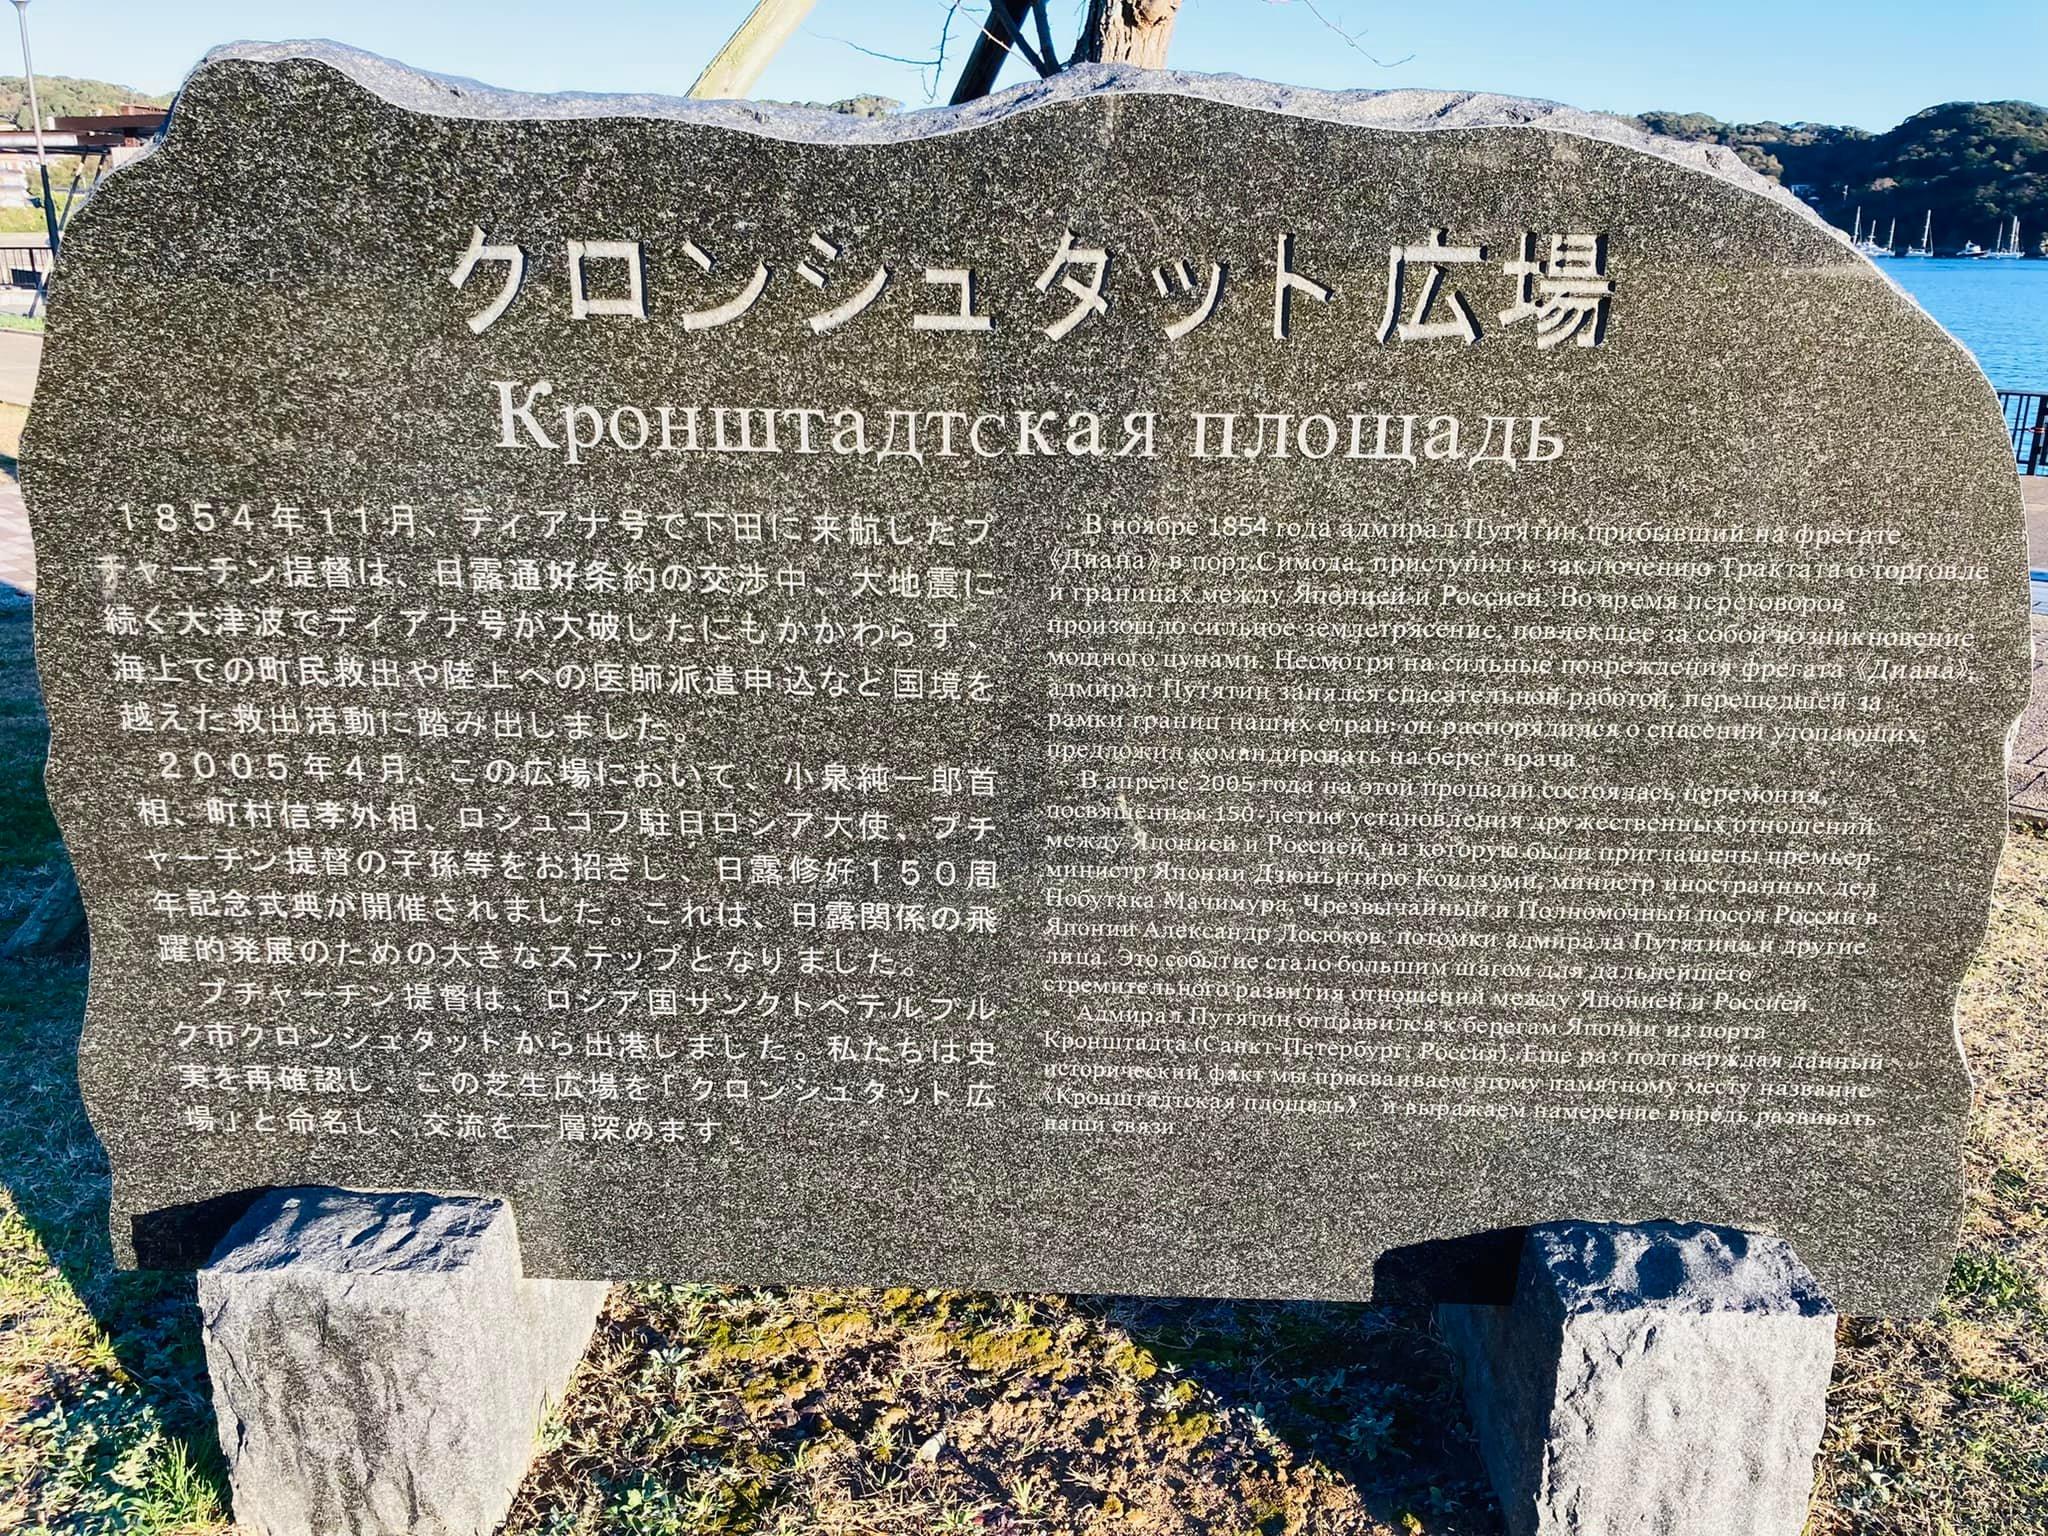 クロンシュタット広場
Кронштадтская площадь
1854年11月、ディアナ号で下田に来航したプ
チャーチン提督は、日露通好条約の交渉中、大地震に
続く大津波でディアナ号が大破したにもかかわらず、
海上での町民救出や陸上への医師派遣申込など国境を
越えた救出活動に踏み出しました。
2005年4月、この広場において、小泉純一郎首
相、町村信孝外相、ロシュコフ駐日ロシア大使、プチ
ャーチン提督の子孫等をお招きし、日露修好150周
年記念式典が開催されました。これは、日露関係の飛
躍的発展のための大きなステップとなりました。
プチャーチン提督は、ロシア国サンクトペテルブル
ク市クロンシュタットから出港しました。私たちは史
実を再確認し、この芝生広場を「クロンシュタット広
場」と命名し、交流を一層深めます。
В ноябре 1854 года адмирал Путятин, прибывший на фрегате
《Диана》 в порт Симода, приступил к заключению Трактата о торговле
и границах между Японией и Россией. Во время переговоров
произошло сильное землетрясение, повлекшее за собой возникновение
мощного цунами. Несмотря на сильные повреждения фрегата 《Диана》,
адмирал Путятин занялся спасательной работой, перешедшей за
рамки границ наших стран: он распорядился о спасении утопающих,
предложил командировать на берег врача.
В апреле 2005 года на этой прощади состоялась церемония,
посвященная 150-летию установления дружественных отношений
между Японией и Россией, на которую были приглашены премьер-
министр Японии Дзюнъитиро Коидзуми, министр иностранных дел
Нобутака Мачимура, Чрезвычайный и Полномочный посол России в
Японии Александр Лосюков, потомки адмирала Путятина и другие
лица. Это событие стало большим шагом для дальнейшего
стремительного развития отношений между Японией и Россией.
Адмирал Путятин отправился к берегам Японии из порта
Кронштадта (Санкт-Петербург, Россия). Еще раз подтверждая данный
исторический факт мы присваиваем этому памятному месту название
《Кронштадтская площадь》 и выражаем намерение впредь развивать
наши связи